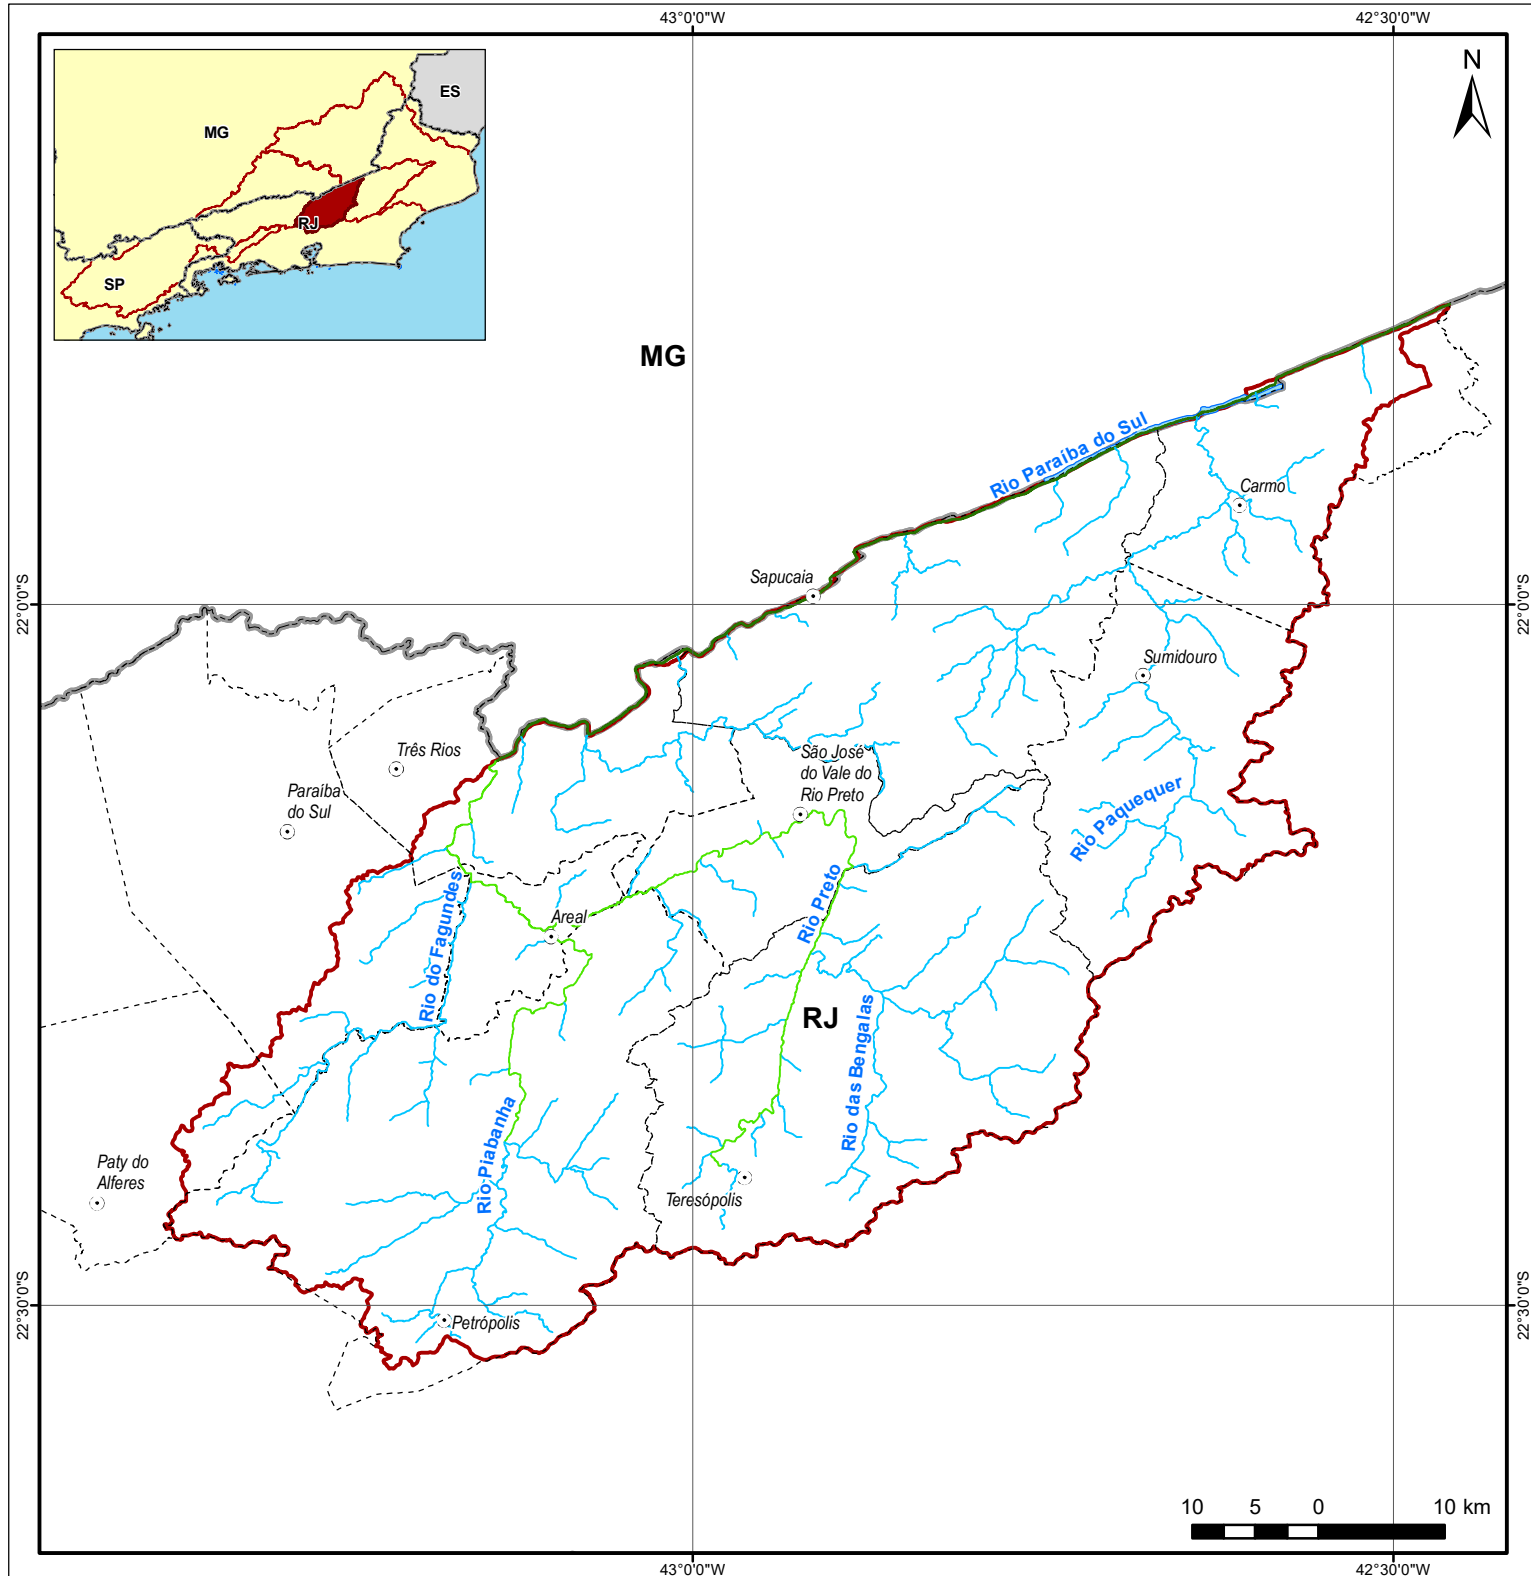 43°0'0"W
42°30'0"W
ES
MG
RJ
SP
N
MG
Rio Paraíba do Sul
Carmo
Sapucaia
22°0'0"S
22°0'0"S
Sumidouro
Três Rios
São José
do Vale do
Rio Preto
Paraíba
do Sul
Rio Paquequer
Rio do Fagundes
Areal
Rio Preto
RJ
Rio das Bengalas
Rio Piabanha
Paty do
Alferes
Teresópolis
22°30'0"S
22°30'0"S
Petrópolis
10 5 0 10 km
43°0'0"W
42°30'0"W